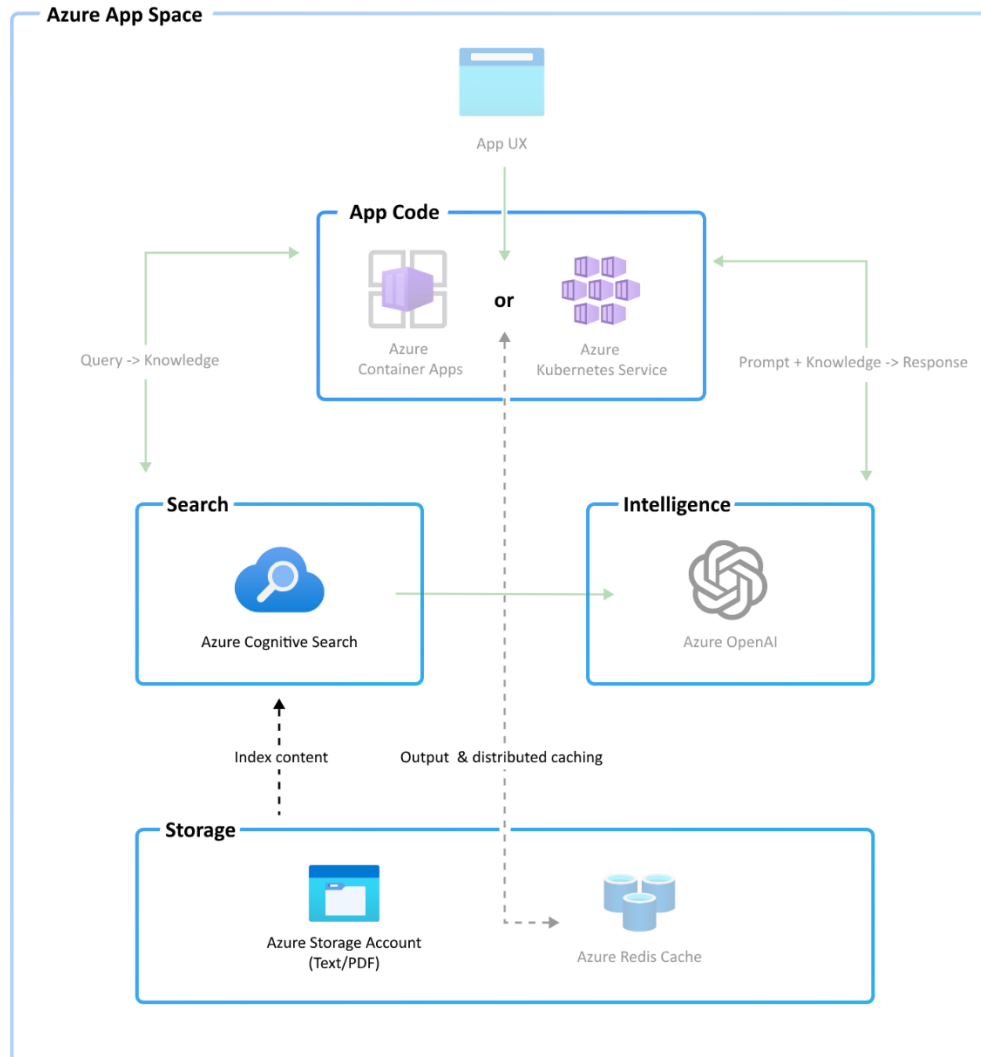 Azure App Space
App UX
App Code
or
Azure
Container Apps
Azure
Kubernetes Service
Query -> Knowledge
Prompt + Knowledge -> Response
Search
Azure Cognitive Search
Intelligence
Azure OpenAI
Index content
Output & distributed caching
Storage
Azure Storage Account
(Text/PDF)
Azure Redis Cache